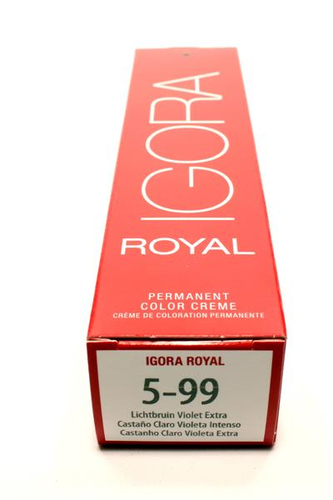 IGORA
ROYAL
PERMANENT
COLOR CREME
CRÈME DE COLORATION PERMANENTE
IGORA ROYAL
5-99
Lichtbruin Violet Extra
Castaño Claro Violeta Intenso
Castanho Claro Violeta Extra